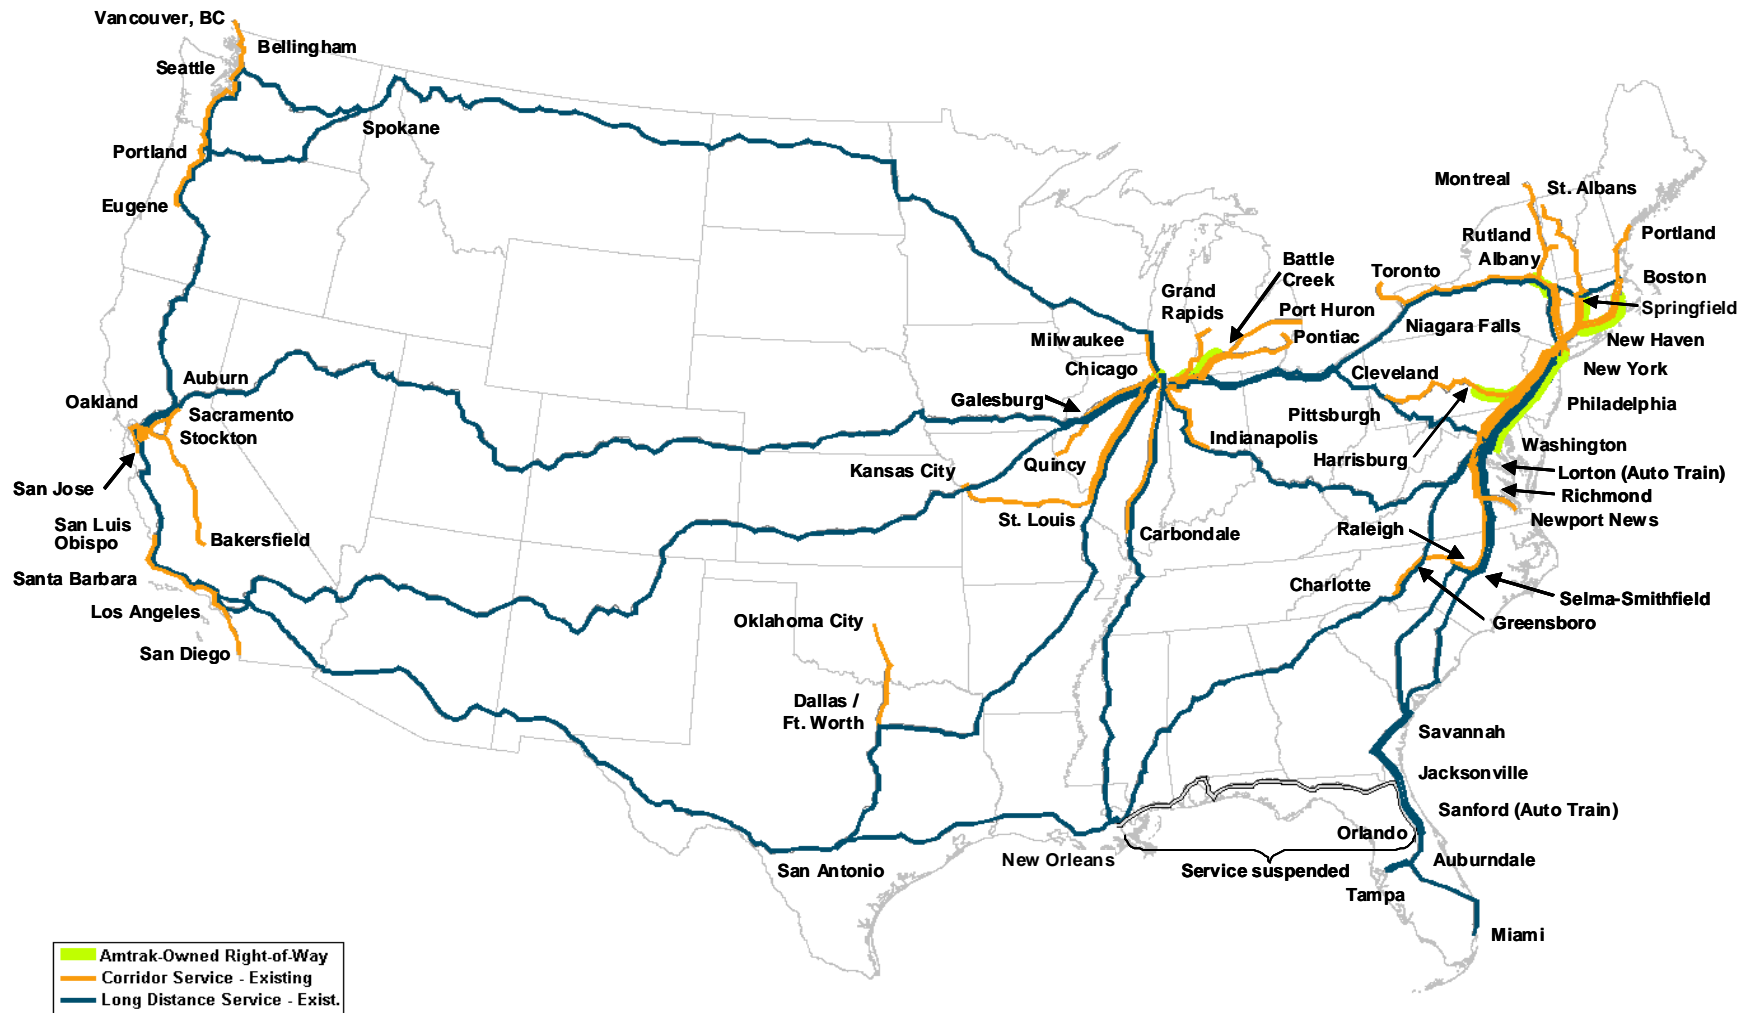 Vancouver, BC
Bellingham
Seattle
Spokane
Portland
Eugene
Montreal
St. Albans
Rutland
Albany
Portland
Toronto
Boston
Springfield
Battle
Creek
Grand
Rapids
Port Huron
Pontiac
Niagara Falls
New Haven
Milwaukee
Chicago
New York
Cleveland
Auburn
Oakland
Sacramento
Stockton
Galesburg
Pittsburgh
Philadelphia
Indianapolis
Harrisburg
Washington
Lorton (Auto Train)
Richmond
Newport News
Quincy
Kansas City
St. Louis
San Jose
San Luis
Obispo
Bakersfield
Carbondale
Raleigh
Santa Barbara
Charlotte
Los Angeles
Selma-Smithfield
Greensboro
Oklahoma City
San Diego
Dallas /
Ft. Worth
Savannah
Jacksonville
Sanford (Auto Train)
Orlando
New Orleans
Auburndale
San Antonio
Service suspended
Tampa
Miami
Amtrak-Owned Right-of-Way
Corridor Service - Existing
Long Distance Service - Exist.